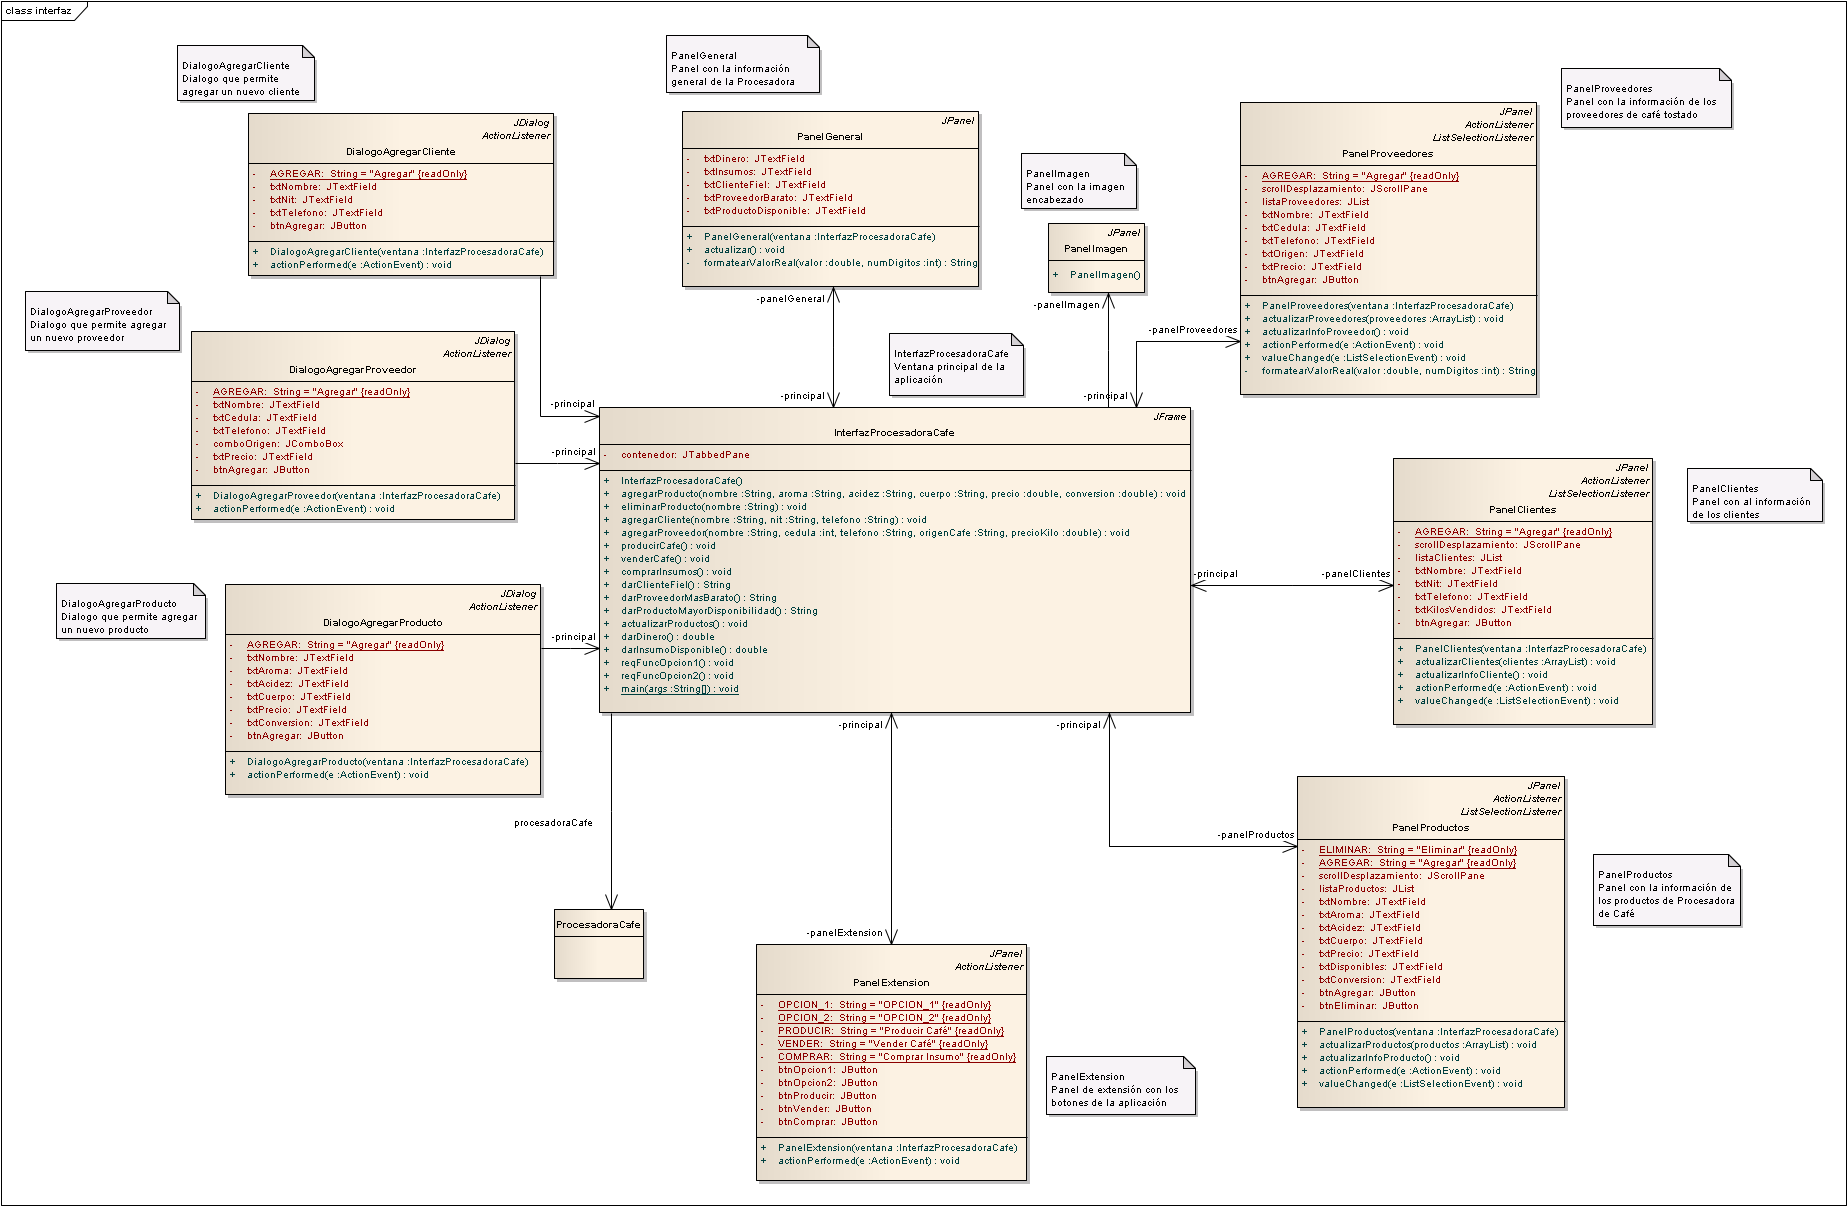 class interfaz
DialogoAgregarCliente
Dialogo que permite
agregar un nuevo cliente
JDialog
ActionListener
DialogoAgregarCliente
- AGREGAR: String = "Agregar" {readOnly}
- txtNombre: JTextField
- txtNit: JTextField
- txtTelefono: JTextField
- btnAgregar: JButton
+ DialogoAgregarCliente(ventana :InterfazProcesadoraCafe)
+ actionPerformed(e :ActionEvent) : void
PanelGeneral
Panel con la información
general de la Procesadora
JPanel
PanelGeneral
- txtDinero: JTextField
- txtInsumos: JTextField
- txtClienteFiel: JTextField
- txtProveedorBarato: JTextField
- txtProductoDisponible: JTextField
+ PanelGeneral(ventana :InterfazProcesadoraCafe)
+ actualizar() : void
- formatearValorReal(valor :double, numDigitos :int) : String
-panelGeneral
-principal
PanelImagen
Panel con la imagen
encabezado
JPanel
PanelImagen
+ PanelImagen()
-panelImagen
PanelProveedores
Panel con la información de los
proveedores de café tostado
JPanel
ActionListener
ListSelectionListener
PanelProveedores
- AGREGAR: String = "Agregar" {readOnly}
- scrollDesplazamiento: JScrollPane
- listaProveedores: JList
- txtNombre: JTextField
- txtCedula: JTextField
- txtTelefono: JTextField
- txtOrigen: JTextField
- txtPrecio: JTextField
- btnAgregar: JButton
+ PanelProveedores(ventana :InterfazProcesadoraCafe)
+ actualizarProveedores(proveedores :ArrayList) : void
+ actualizarInfoProveedor() : void
+ actionPerformed(e :ActionEvent) : void
+ valueChanged(e :ListSelectionEvent) : void
- formatearValorReal(valor :double, numDigitos :int) : String
-panelProveedores
-principal
DialogoAgregarProveedor
Dialogo que permite agregar
un nuevo proveedor
JDialog
ActionListener
DialogoAgregarProveedor
- AGREGAR: String = "Agregar" {readOnly}
- txtNombre: JTextField
- txtCedula: JTextField
- txtTelefono: JTextField
- comboOrigen: JComboBox
- txtPrecio: JTextField
- btnAgregar: JButton
+ DialogoAgregarProveedor(ventana :InterfazProcesadoraCafe)
+ actionPerformed(e :ActionEvent) : void
-principal
-principal
InterfazProcesadoraCafe
Ventana principal de la
aplicación
JFrame
InterfazProcesadoraCafe
- contenedor: JTabbedPane
+ InterfazProcesadoraCafe()
+ agregarProducto(nombre :String, aroma :String, acidez :String, cuerpo :String, precio :double, conversion :double) : void
+ eliminarProducto(nombre :String) : void
+ agregarCliente(nombre :String, nit :String, telefono :String) : void
+ agregarProveedor(nombre :String, cedula :int, telefono :String, origenCafe :String, precioKilo :double) : void
+ producirCafe() : void
+ venderCafe() : void
+ comprarInsumos() : void
+ darClienteFiel() : String
+ darProveedorMasBarato() : String
+ darProductoMayorDisponibilidad() : String
+ actualizarProductos() : void
+ darDinero() : double
+ darInsumoDisponible() : double
+ reqFuncOpcion1() : void
+ reqFuncOpcion2() : void
+ main(args :String[]) : void
-principal
-panelClientes
JPanel
ActionListener
ListSelectionListener
PanelClientes
- AGREGAR: String = "Agregar" {readOnly}
- scrollDesplazamiento: JScrollPane
- listaClientes: JList
- txtNombre: JTextField
- txtNit: JTextField
- txtTelefono: JTextField
- txtKilosVendidos: JTextField
- btnAgregar: JButton
+ PanelClientes(ventana :InterfazProcesadoraCafe)
+ actualizarClientes(clientes :ArrayList) : void
+ actualizarInfoCliente() : void
+ actionPerformed(e :ActionEvent) : void
+ valueChanged(e :ListSelectionEvent) : void
PanelClientes
Panel con al información
de los clientes
DialogoAgregarProducto
Dialogo que permite agregar
un nuevo producto
JDialog
ActionListener
DialogoAgregarProducto
- AGREGAR: String = "Agregar" {readOnly}
- txtNombre: JTextField
- txtAroma: JTextField
- txtAcidez: JTextField
- txtCuerpo: JTextField
- txtPrecio: JTextField
- txtConversion: JTextField
- btnAgregar: JButton
+ DialogoAgregarProducto(ventana :InterfazProcesadoraCafe)
+ actionPerformed(e :ActionEvent) : void
-principal
-principal
-principal
procesadoraCafe
ProcesadoraCafe
-panelExtension
JPanel
ActionListener
PanelExtension
- OPCION_1: String = "OPCION_1" {readOnly}
- OPCION_2: String = "OPCION_2" {readOnly}
- PRODUCIR: String = "Producir Café" {readOnly}
- VENDER: String = "Vender Café" {readOnly}
- COMPRAR: String = "Comprar Insumo" {readOnly}
- btnOpcion1: JButton
- btnOpcion2: JButton
- btnProducir: JButton
- btnVender: JButton
- btnComprar: JButton
+ PanelExtension(ventana :InterfazProcesadoraCafe)
+ actionPerformed(e :ActionEvent) : void
PanelExtension
Panel de extensión con los
botones de la aplicación
-panelProductos
JPanel
ActionListener
ListSelectionListener
PanelProductos
- ELIMINAR: String = "Eliminar" {readOnly}
- AGREGAR: String = "Agregar" {readOnly}
- scrollDesplazamiento: JScrollPane
- listaProductos: JList
- txtNombre: JTextField
- txtAroma: JTextField
- txtAcidez: JTextField
- txtCuerpo: JTextField
- txtPrecio: JTextField
- txtDisponibles: JTextField
- txtConversion: JTextField
- btnAgregar: JButton
- btnEliminar: JButton
+ PanelProductos(ventana :InterfazProcesadoraCafe)
+ actualizarProductos(productos :ArrayList) : void
+ actualizarInfoProducto() : void
+ actionPerformed(e :ActionEvent) : void
+ valueChanged(e :ListSelectionEvent) : void
PanelProductos
Panel con la información de
los productos de Procesadora
de Café